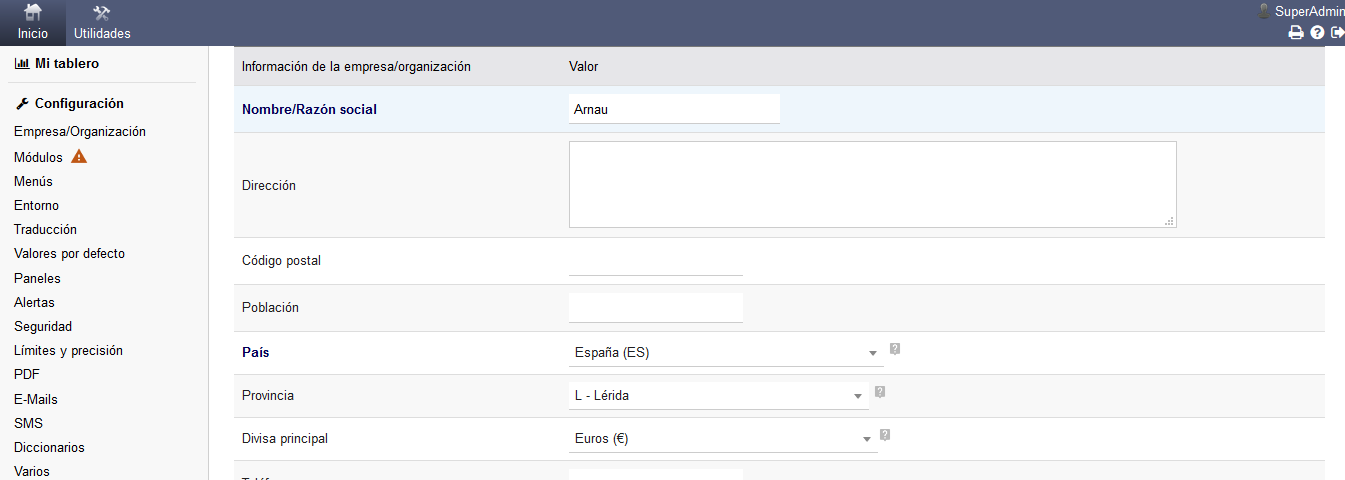 Inicio
Utilidades
SuperAdmin
Mi tablero
Configuración
Empresa/Organización
Módulos
Menús
Entorno
Traducción
Valores por defecto
Paneles
Alertas
Seguridad
Límites y precisión
PDF
E-Mails
SMS
Diccionarios
Varios
Información de la empresa/organización Valor
Nombre/Razón social Arnau
Dirección
Código postal
Población
País España (ES)
Provincia L - Lérida
Divisa principal Euros (€)